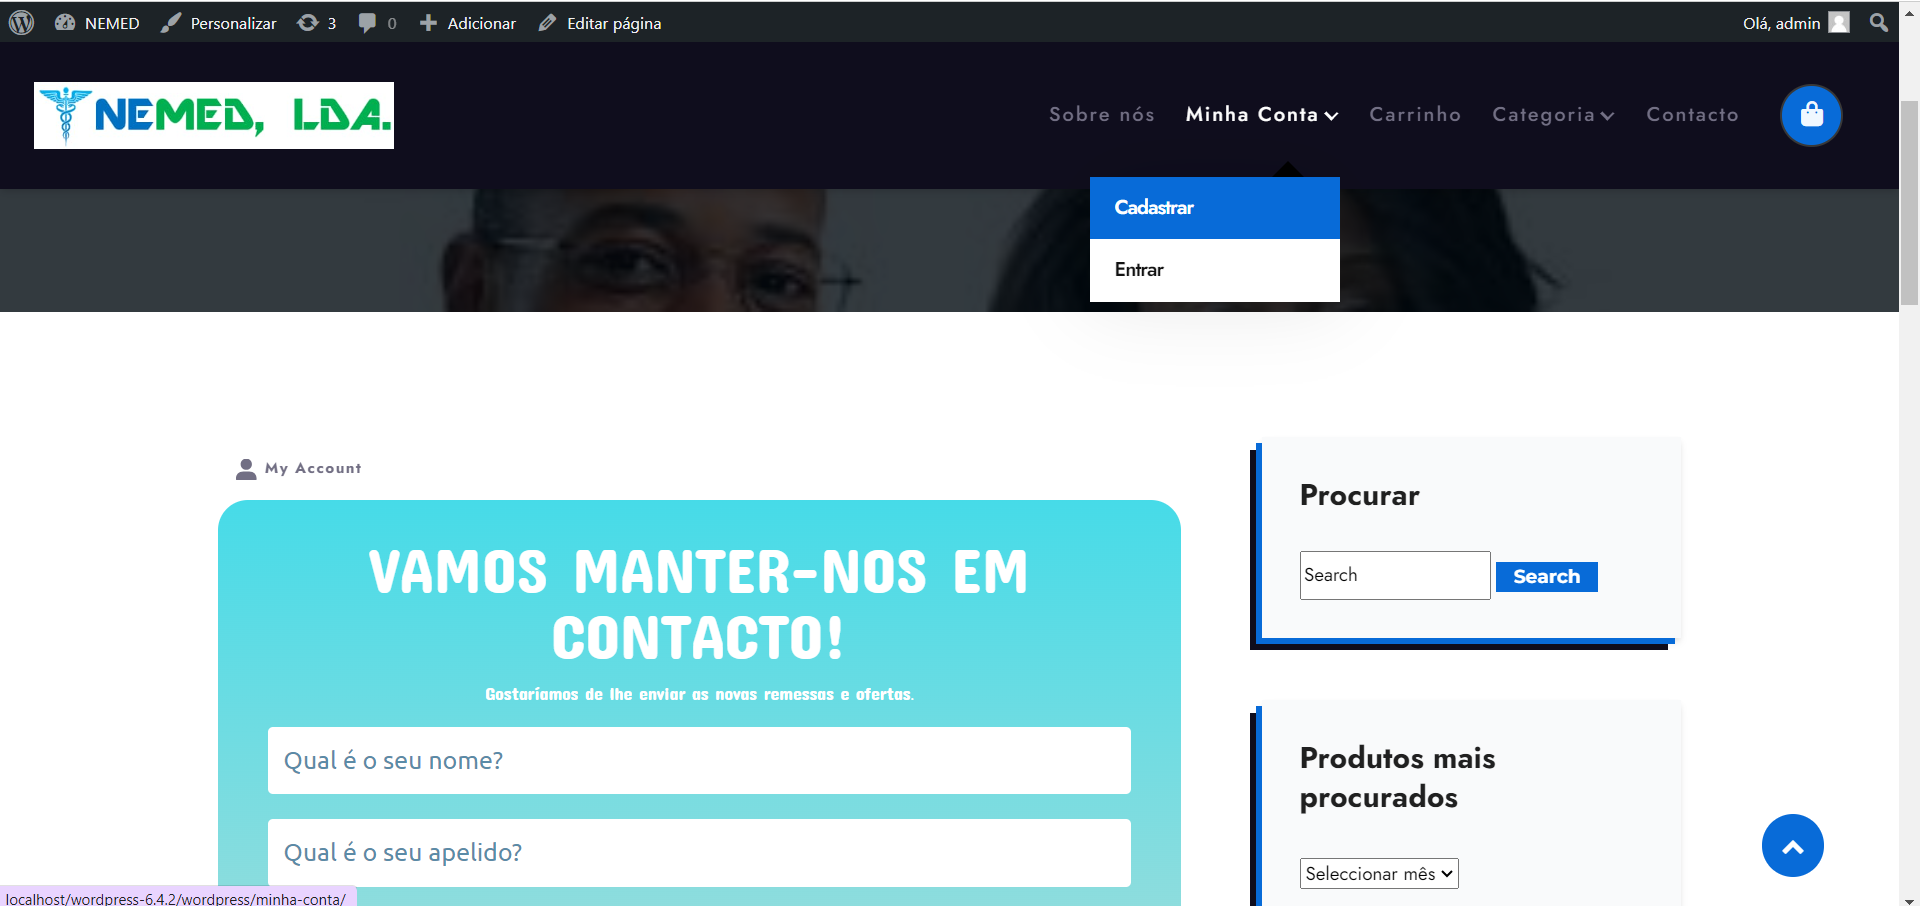 NEMED
Personalizar
3
0
Adicionar
Editar página
Olá, admin
NEMED, LDA.
Sobre nós
Minha Conta
Carrinho
Categoria
Contacto
Cadastrar
Entrar
My Account
VAMOS MANTER-NOS EM
CONTACTO!
Gostaríamos de lhe enviar as novas remessas e ofertas.
Qual é o seu nome?
Qual é o seu apelido?
Procurar
Search
Search
Produtos mais
procurados
Seleccionar mês
localhost/wordpress-6.4.2/wordpress/minha-conta/